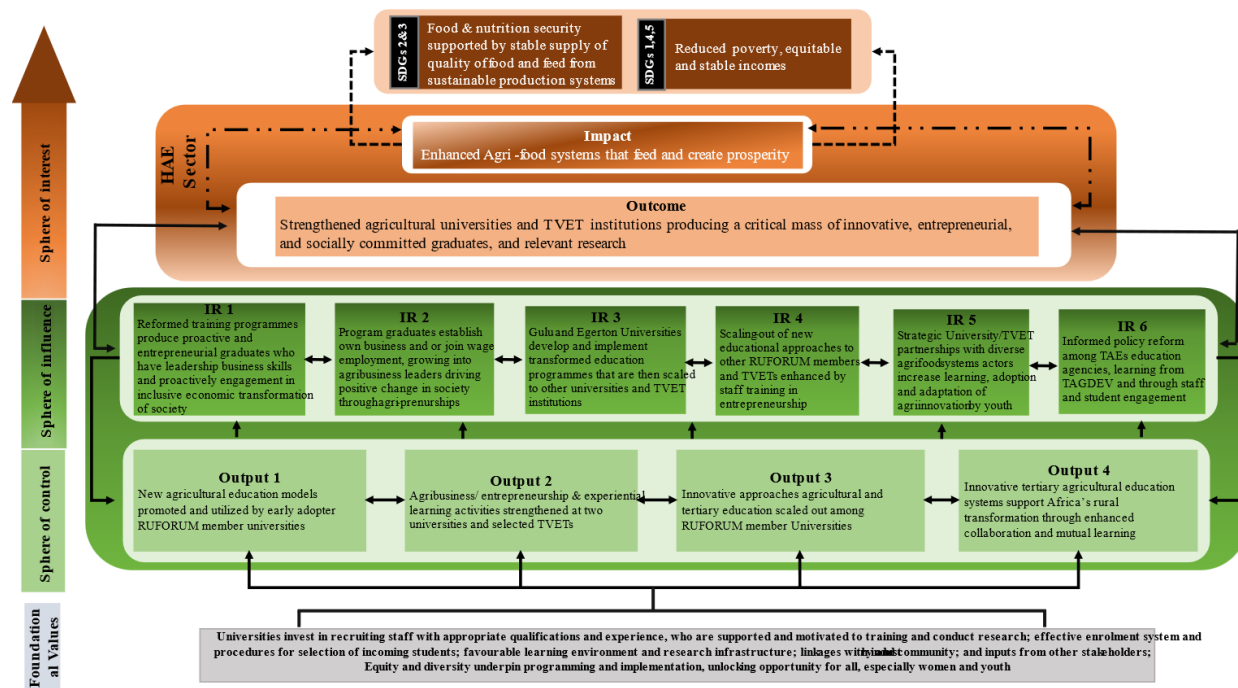 SDGs 2&3
Food & nutrition security
supported by stable supply of
quality of food and feed from
sustainable production systems
SDGs 1,4,5
Reduced poverty, equitable
and stable incomes
Sphere of interest
HAE
Sector
Impact
Enhanced Agri -food systems that feed and create prosperity
Outcome
Strengthened agricultural universities and TVET institutions producing a critical mass of innovative, entrepreneurial,
and socially committed graduates, and relevant research
Sphere of influence
IR 1
Reformed training programmes
produce proactive and
entrepreneurial graduates who
have leadership business skills
and proactively engagement in
inclusive economic transformation
of society
IR 2
Program graduates establish
own business and or join wage
employment, growing into
agribusiness leaders driving
positive change in society
throughagri-prenurships
IR 3
Gulu and Egerton Universities
develop and implement
transformed education
programmes that are then scaled
to other universities and TVET
institutions
IR 4
Scaling-out of new
educational approaches to
other RUFORUM members
and TVETs enhanced by
staff training in
entrepreneurship
IR 5
Strategic University/TVET
partnerships with diverse
agrifoodsystems actors
increase learning, adoption
and adaptation of
agriinnovationby youth
IR 6
Informed policy reform
among TAEs education
agencies, learning from
TAGDEV and through staff
and student engagement
Sphere of control
Output 1
New agricultural education models
promoted and utilized by early adopter
RUFORUM member universities
Output 2
Agribusiness/ entrepreneurship & experiential
learning activities strengthened at two
universities and selected TVETs
Output 3
Innovative approaches agricultural and
tertiary education scaled out among
RUFORUM member Universities
Output 4
Innovative tertiary agricultural education
systems support Africa's rural
transformation through enhanced
collaboration and mutual learning
Foundation
al Values
Universities invest in recruiting staff with appropriate qualifications and experience, who are supported and motivated to training and conduct research; effective enrolment system and
procedures for selection of incoming students; favourable learning environment and research infrastructure; linkages with community; and inputs from other stakeholders;
Equity and diversity underpin programming and implementation, unlocking opportunity for all, especially women and youth